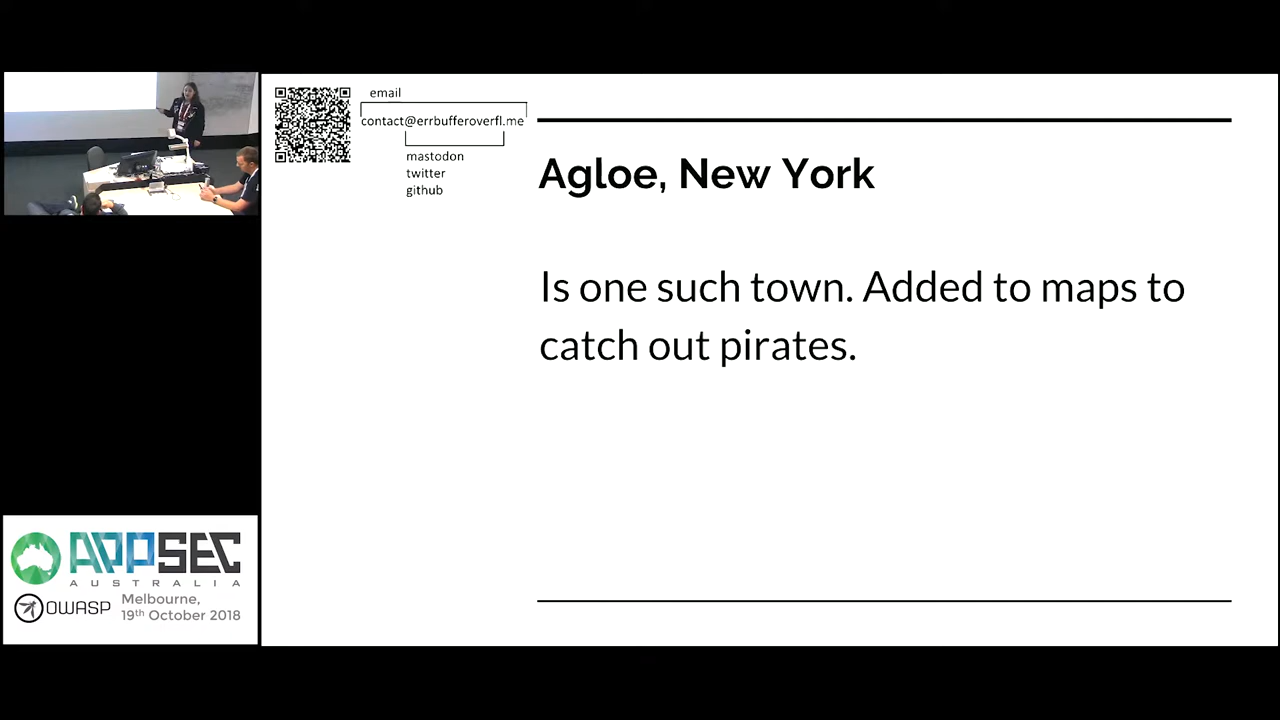 email
contact@errbufferoverfl.me
mastodon
twitter
github
Agloe, New York
Is one such town. Added to maps to
catch out pirates.
APPSEC
AUSTRALIA
OWASP
Melbourne,
19th October 2018